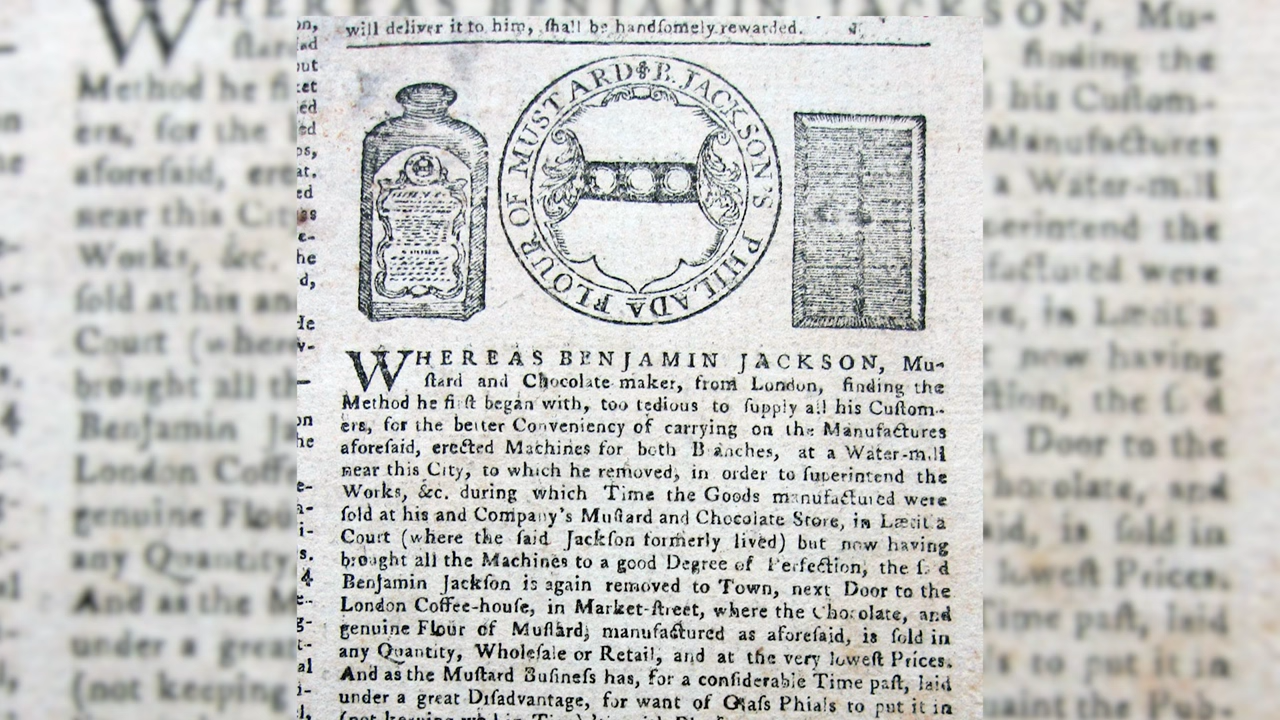 will deliver it to him, ſhall be handſomely rewarded.
FLOUR OF MUSTARD B. JACKSON'S PHILADA
WHEREAS BENJAMIN JACKSON, Mu-
ſtard and Chocolate maker, from London, finding the
Method he firſt began with, too tedious to ſupply all his Cuſtom-
ers, for the better Conveniency of carrying on the Manufactures
aforeſaid, erected Machines for both Branches, at a Water-mill
near this City, to which he removed, in order to ſuperintend the
Works, &c. during which Time the Goods manufactured were
ſold at his and Company's Muſtard and Chocolate Store, in Lætitia
Court (where the ſaid Jackſon formerly lived) but now having
brought all the Machines to a good Degree of Perfection, the ſaid
Benjamin Jackſon is again removed to Town, next Door to the
London Coffee-houſe, in Market-ſtreet, where the Chocolate, and
genuine Flour of Muſtard, manufactured as aforeſaid, is ſold in
any Quantity, Wholeſale or Retail, and at the very loweſt Prices.
And as the Muſtard Buſineſs has, for a conſiderable Time paſt, laid
under a great Diſadvantage, for want of Glaſs Phials to put it in
(not keeping